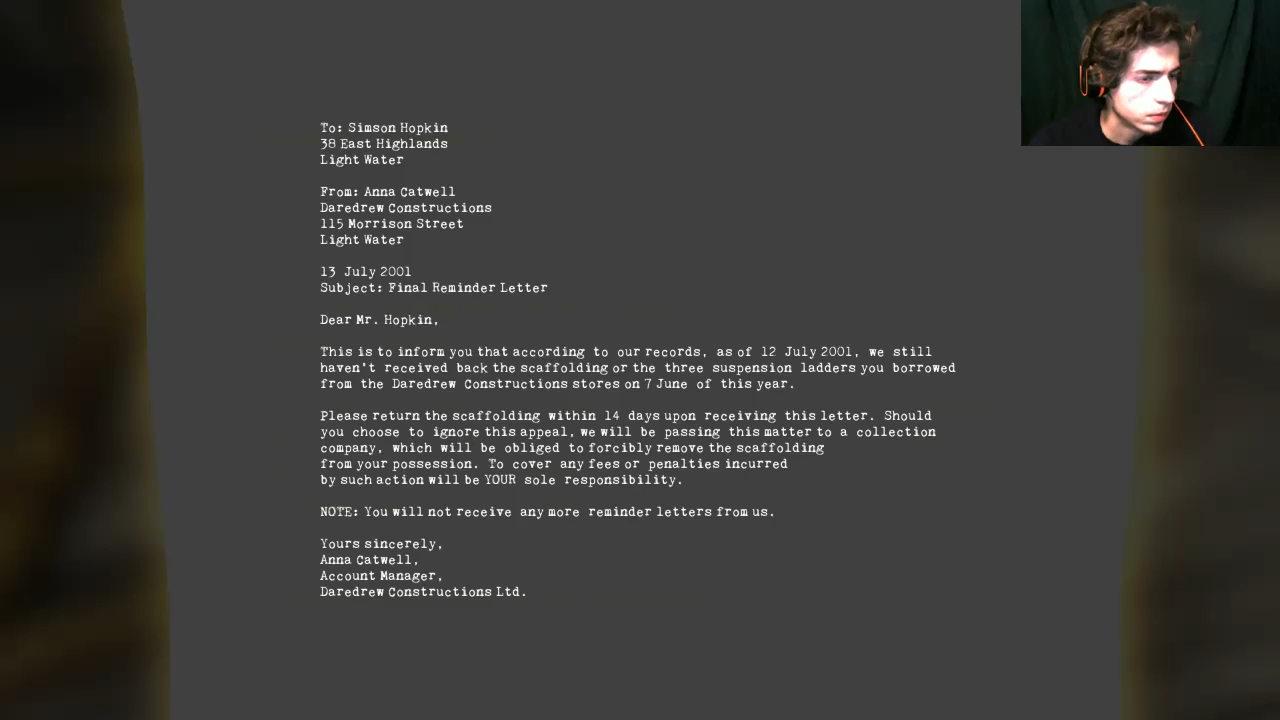 To: Simson Hopkin
38 East Highlands
Light Water
From: Anna Catwell
Daredrew Constructions
115 Morrison Street
Light Water
13 July 2001
Subject: Final Reminder Letter
Dear Mr. Hopkin,
This is to inform you that according to our records, as of 12 July 2001, we still
haven't received back the scaffolding or the three suspension ladders you borrowed
from the Daredrew Constructions stores on 7 June of this year.
Please return the scaffolding within 14 days upon receiving this letter. Should
you choose to ignore this appeal, we will be passing this matter to a collection
company, which will be obliged to forcibly remove the scaffolding
from your possession. To cover any fees or penalties incurred
by such action will be YOUR sole responsibility.
NOTE: You will not receive any more reminder letters from us.
Yours sincerely,
Anna Catwell,
Account Manager,
Daredrew Constructions Ltd.